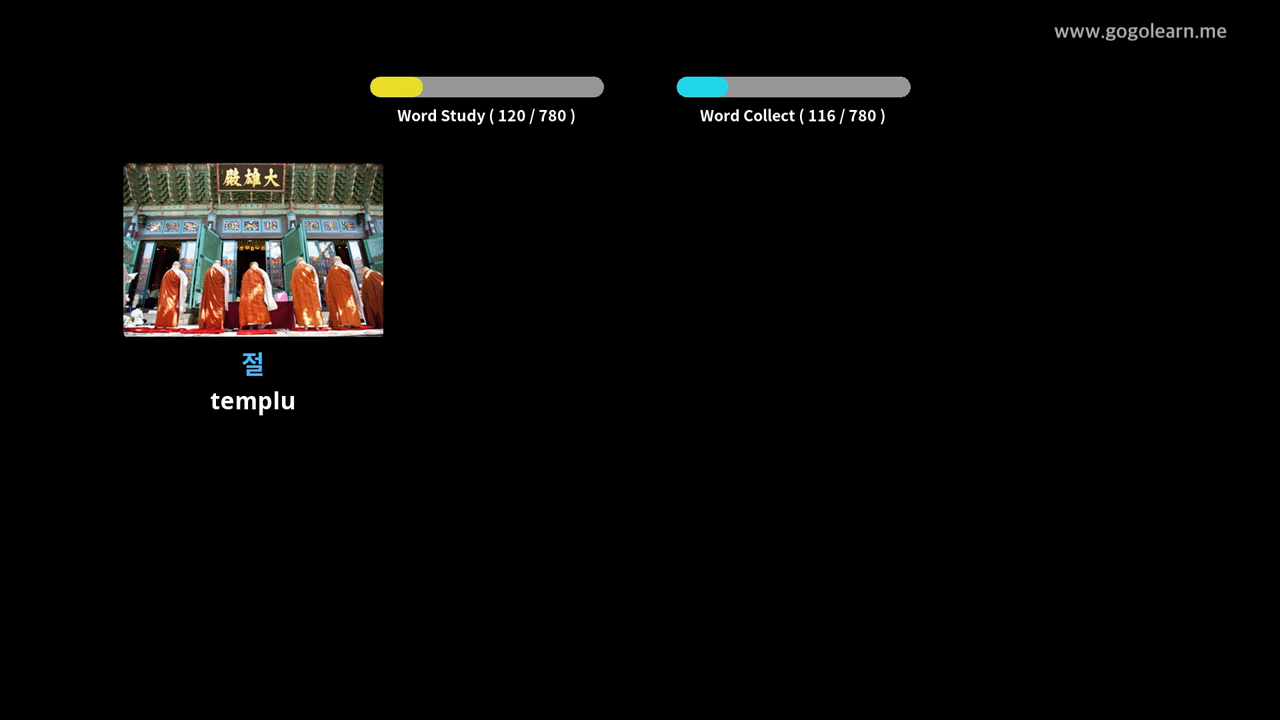 www.gogolearn.me
Word Study ( 120 / 780 )
Word Collect ( 116 / 780 )
殿雄大
절
templu